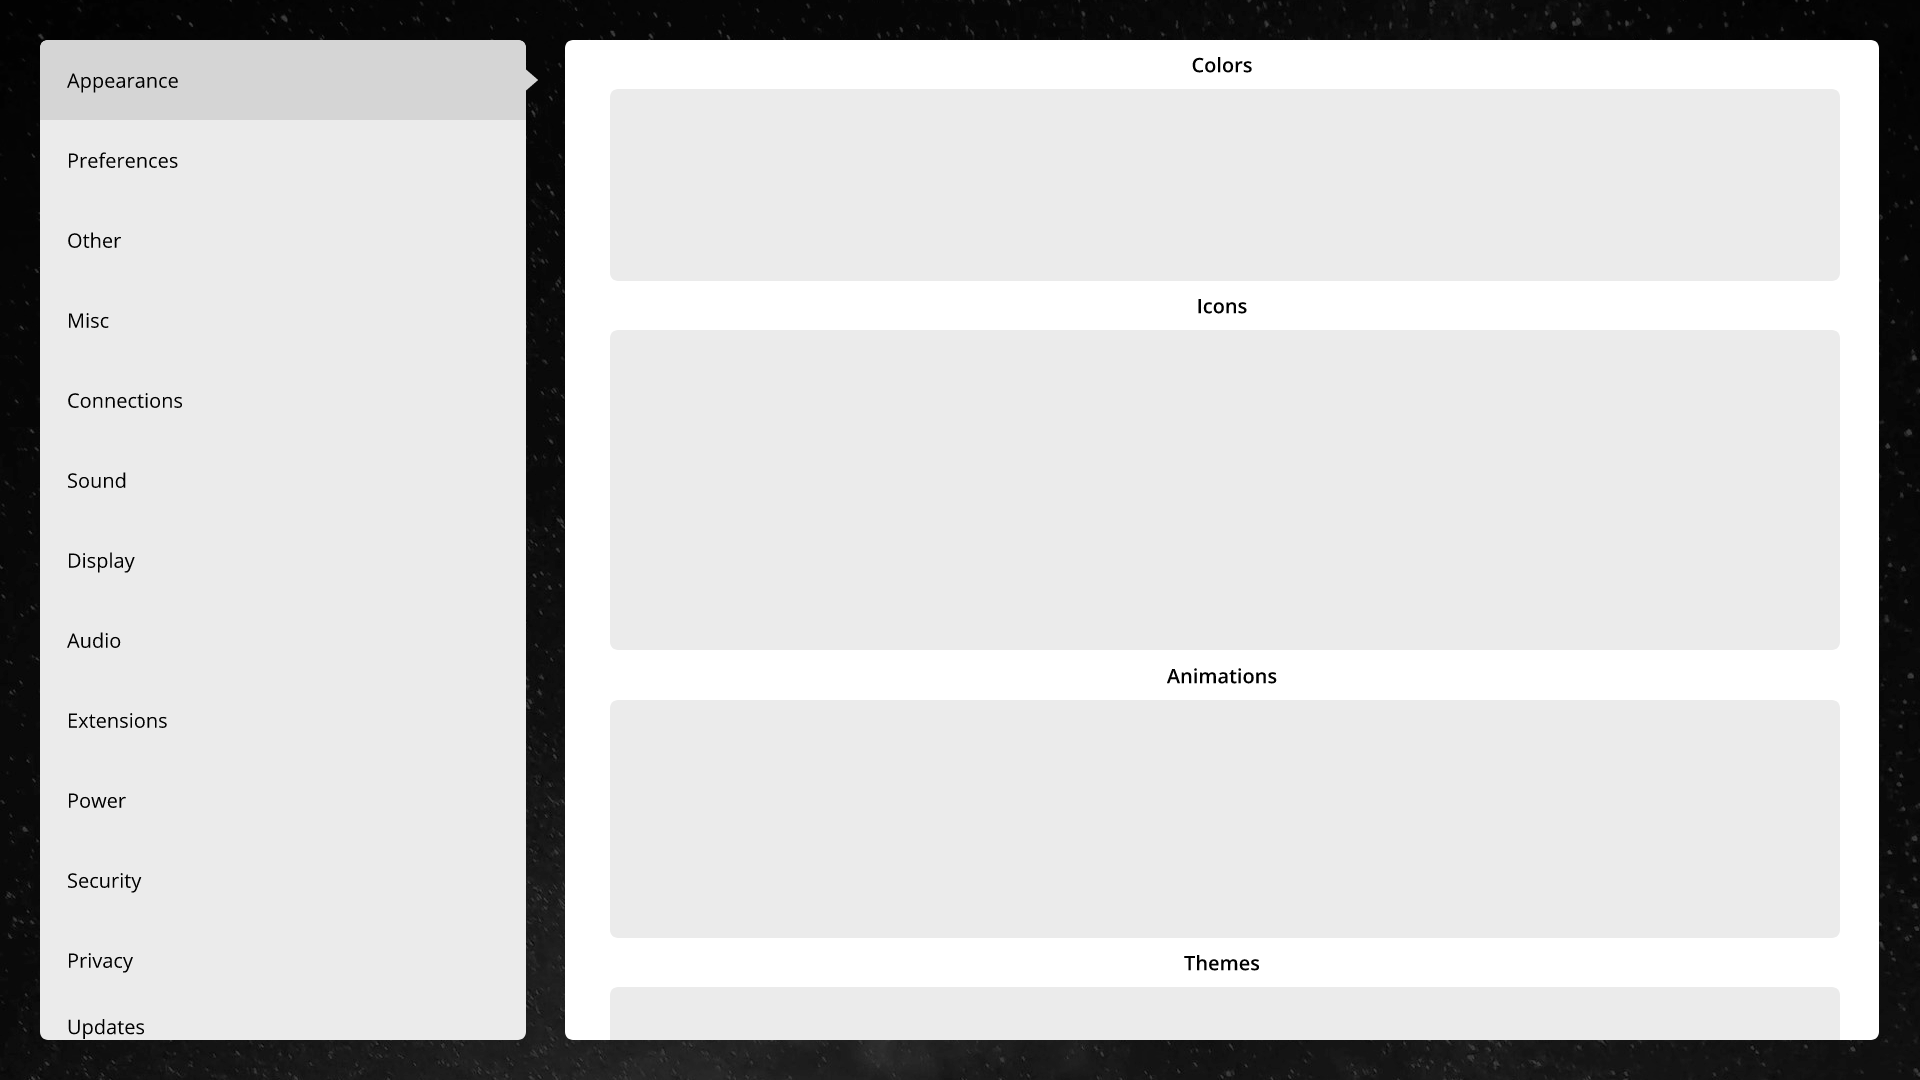 Appearance
Preferences
Other
Misc
Connections
Sound
Display
Audio
Extensions
Power
Security
Privacy
Updates
Colors
Icons
Animations
Themes